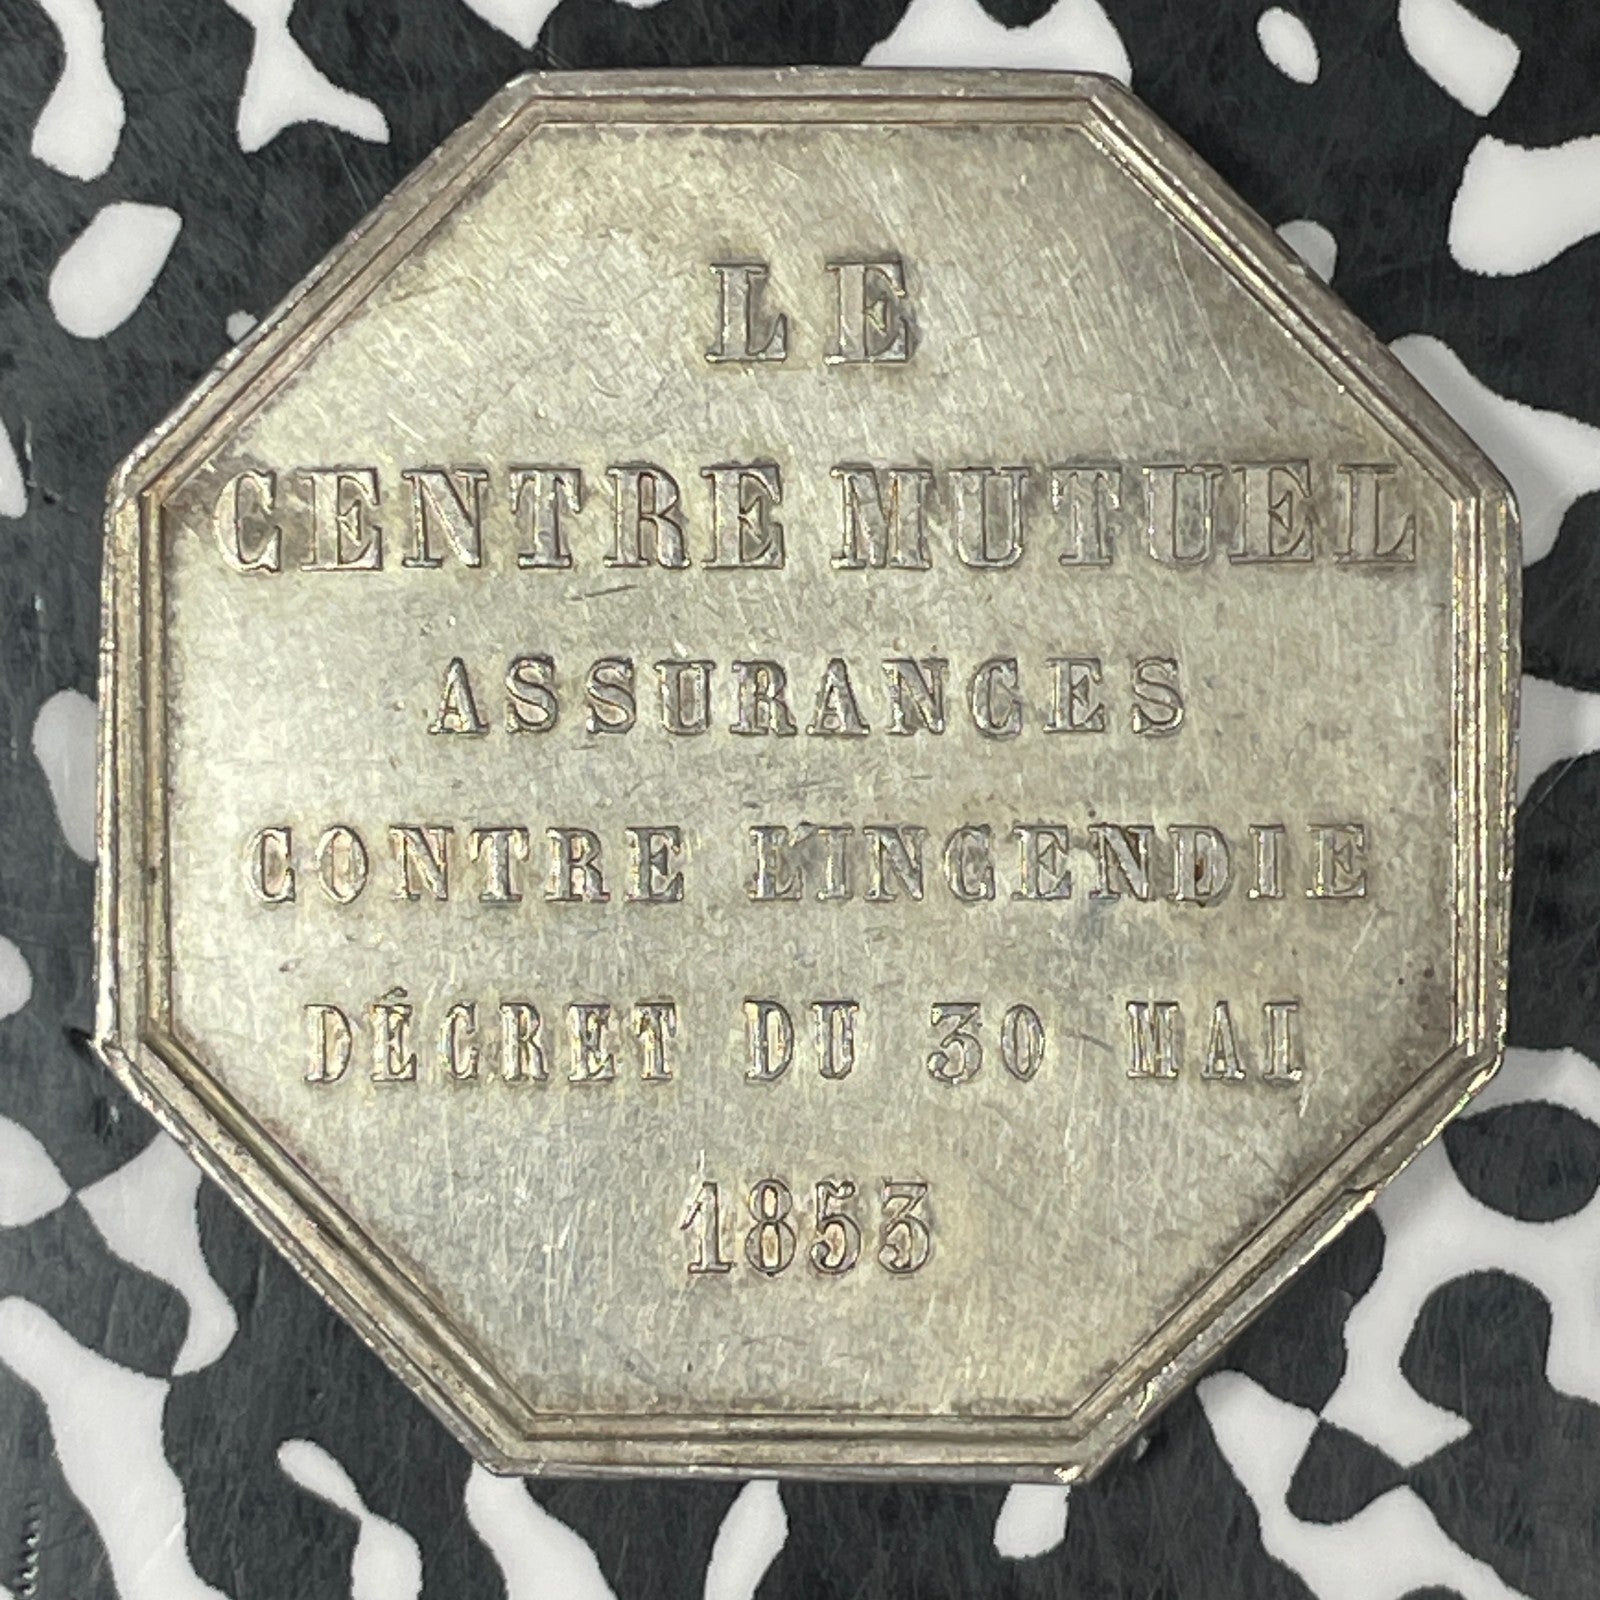 LE
CENTRE MUTUEL
ASSURANCES
CONTRE L'INCENDIE
DÉCRET DU 30 MAI
1853